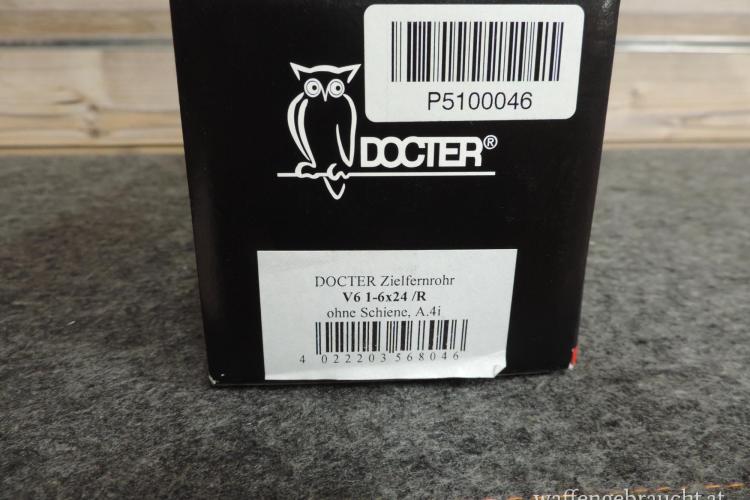 P5100046
DOCTER®
DOCTER Zielfernrohr
V6 1-6x24 /R
ohne Schiene, A.4i
4 022203 568046
waffengebraucht.at